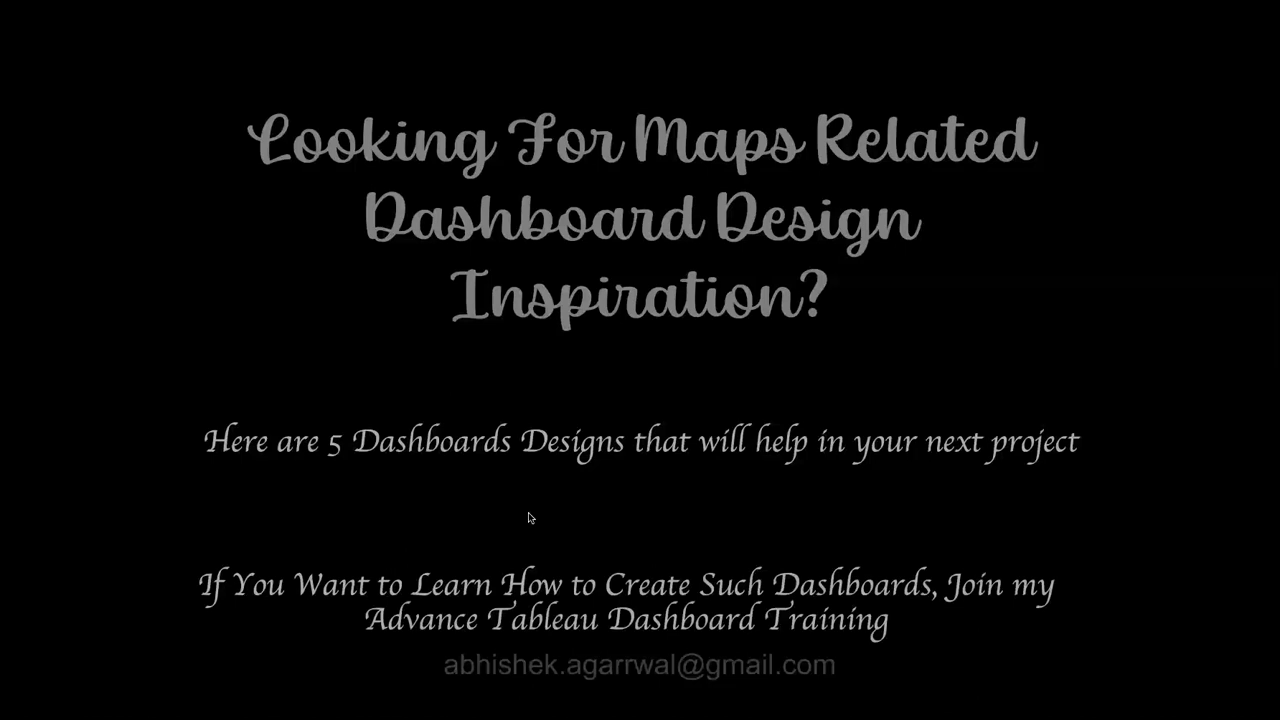 Looking For Maps Related
Dashboard Design
Inspiration?
Here are 5 Dashboards Designs that will help in your next project
If You Want to Learn How to Create Such Dashboards, Join my
Advance Tableau Dashboard Training
abhishek.agarrwal@gmail.com